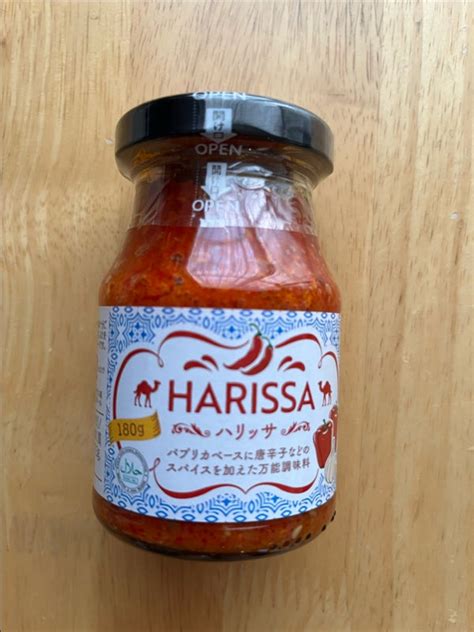 OPEN
開け口
OPEN
OPEN
HARISSA
ハリッサ
180g
パプリカベースに唐辛子などの
スパイスを加えた万能調味料
حلال